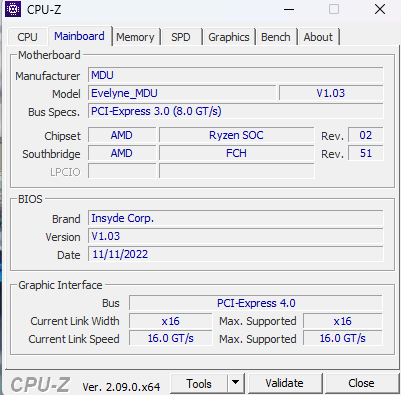 CPU-Z
CPU Mainboard Memory SPD Graphics Bench About
Motherboard
Manufacturer MDU
Model Evelyne_MDU V1.03
Bus Specs. PCI-Express 3.0 (8.0 GT/s)
Chipset AMD Ryzen SOC Rev. 02
Southbridge AMD FCH Rev. 51
LPCIO
BIOS
Brand Insyde Corp.
Version V1.03
Date 11/11/2022
Graphic Interface
Bus PCI-Express 4.0
Current Link Width x16 Max. Supported x16
Current Link Speed 16.0 GT/s Max. Supported 16.0 GT/s
CPU-Z Ver. 2.09.0.x64 Tools Validate Close